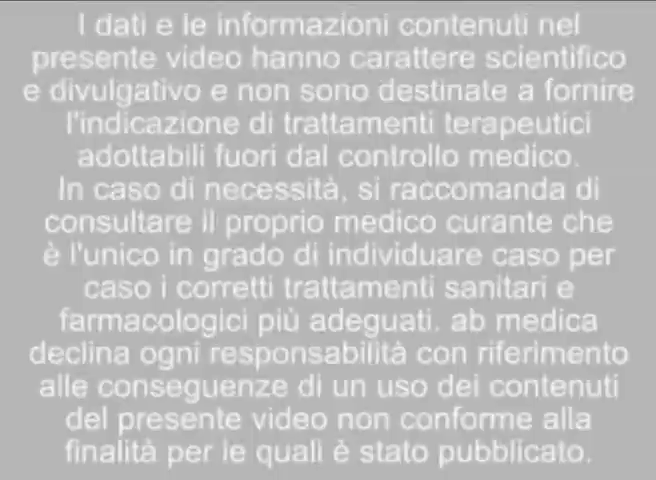 I dati e le informazioni contenuti nel
presente video hanno carattere scientifico
e divulgativo e non sono destinate a fornire
l'indicazione di trattamenti terapeutici
adottabili fuori dal controllo medico.
In caso di necessità, si raccomanda di
consultare il proprio medico curante che
è l'unico in grado di individuare caso per
caso i corretti trattamenti sanitari e
farmacologici più adeguati. ab medica
declina ogni responsabilità con riferimento
alle conseguenze di un uso dei contenuti
del presente video non conforme alla
finalità per le quali è stato pubblicato.